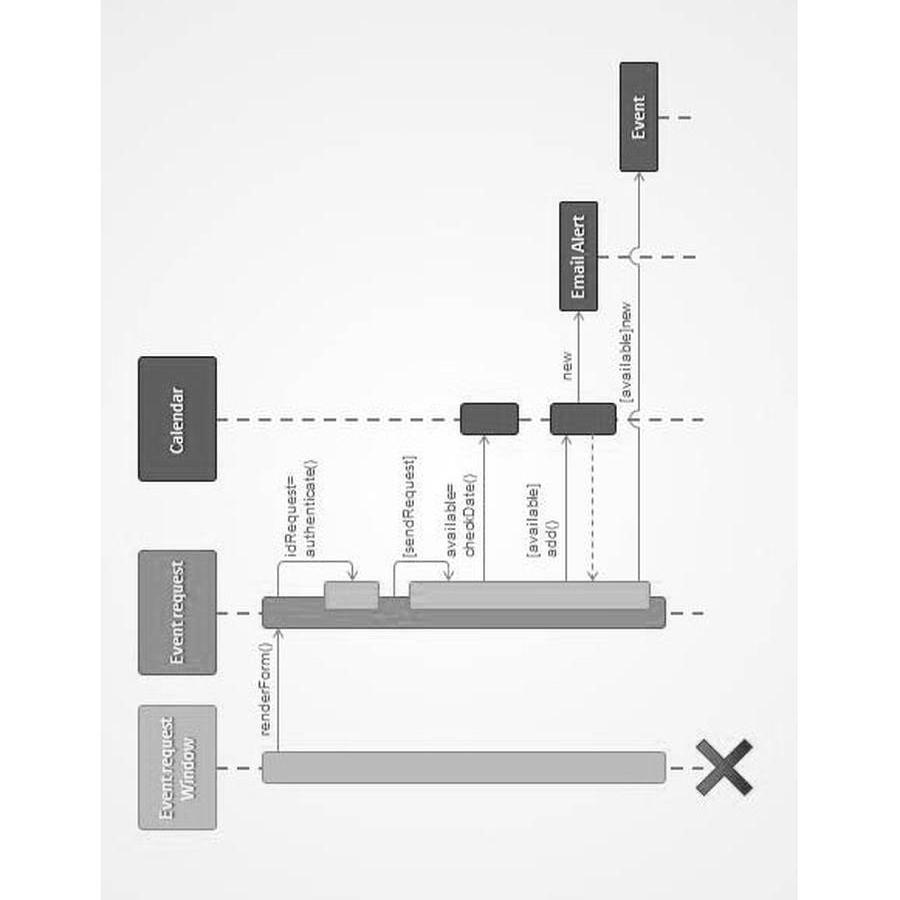 Event request
Window
Event request
Calendar
renderForm()
idRequest=
authenticate()
[sendRequest]
available=
checkDate()
[available]
add()
new
Email Alert
[available]new
Event